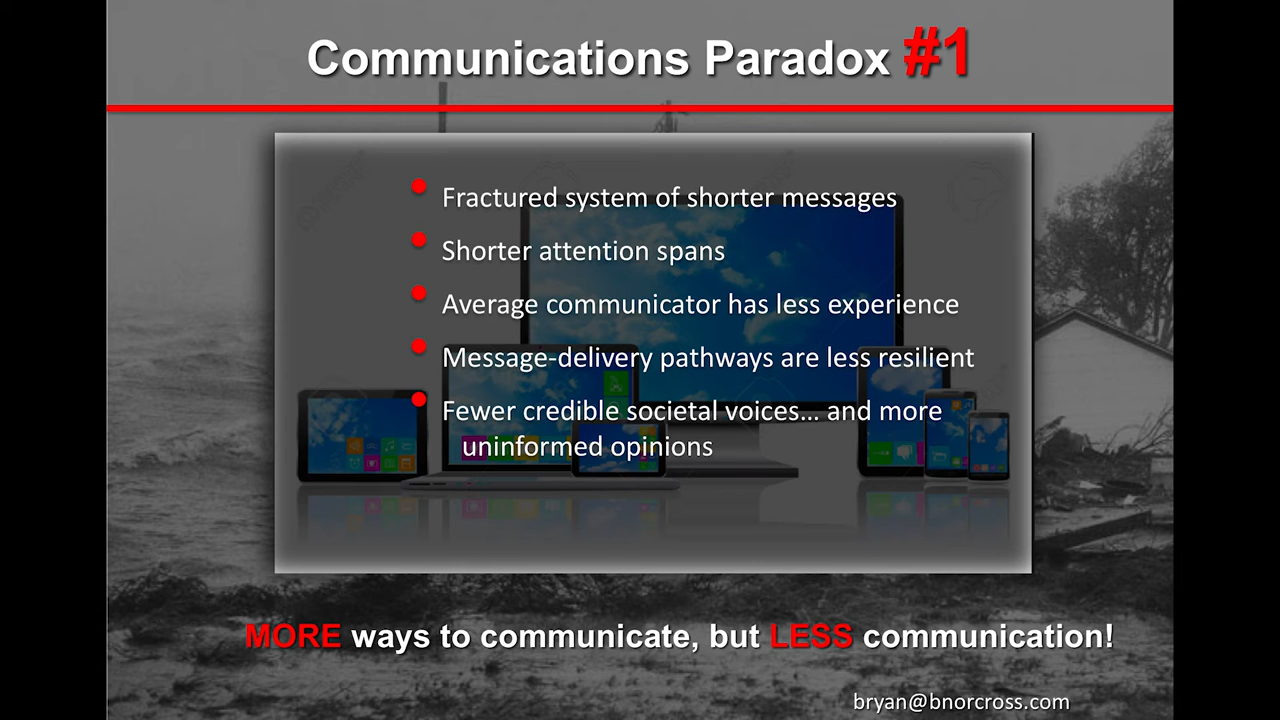 Communications Paradox #1
Fractured system of shorter messages
Shorter attention spans
Average communicator has less experience
Message-delivery pathways are less resilient
Fewer credible societal voices... and more
uninformed opinions
MORE ways to communicate, but LESS communication!
bryan@bnorcross.com